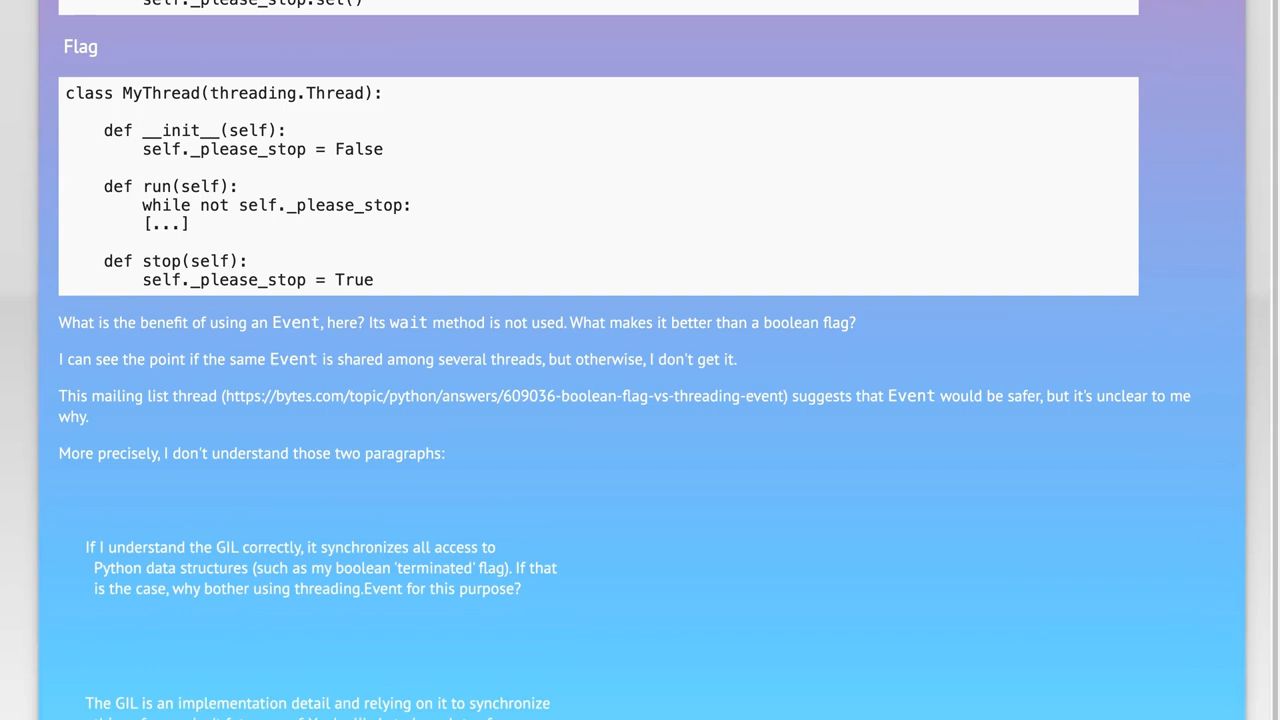 self._please_stop.set()
Flag
class MyThread(threading.Thread):
def __init__(self):
self._please_stop = False
def run(self):
while not self._please_stop:
[...]
def stop(self):
self._please_stop = True
What is the benefit of using an Event, here? Its wait method is not used. What makes it better than a boolean flag?
I can see the point if the same Event is shared among several threads, but otherwise, I don't get it.
This mailing list thread (https://bytes.com/topic/python/answers/609036-boolean-flag-vs-threading-event) suggests that Event would be safer, but it's unclear to me
why.
More precisely, I don't understand those two paragraphs:
If I understand the GIL correctly, it synchronizes all access to
Python data structures (such as my boolean 'terminated' flag). If that
is the case, why bother using threading.Event for this purpose?
The GIL is an implementation detail and relying on it to synchronize